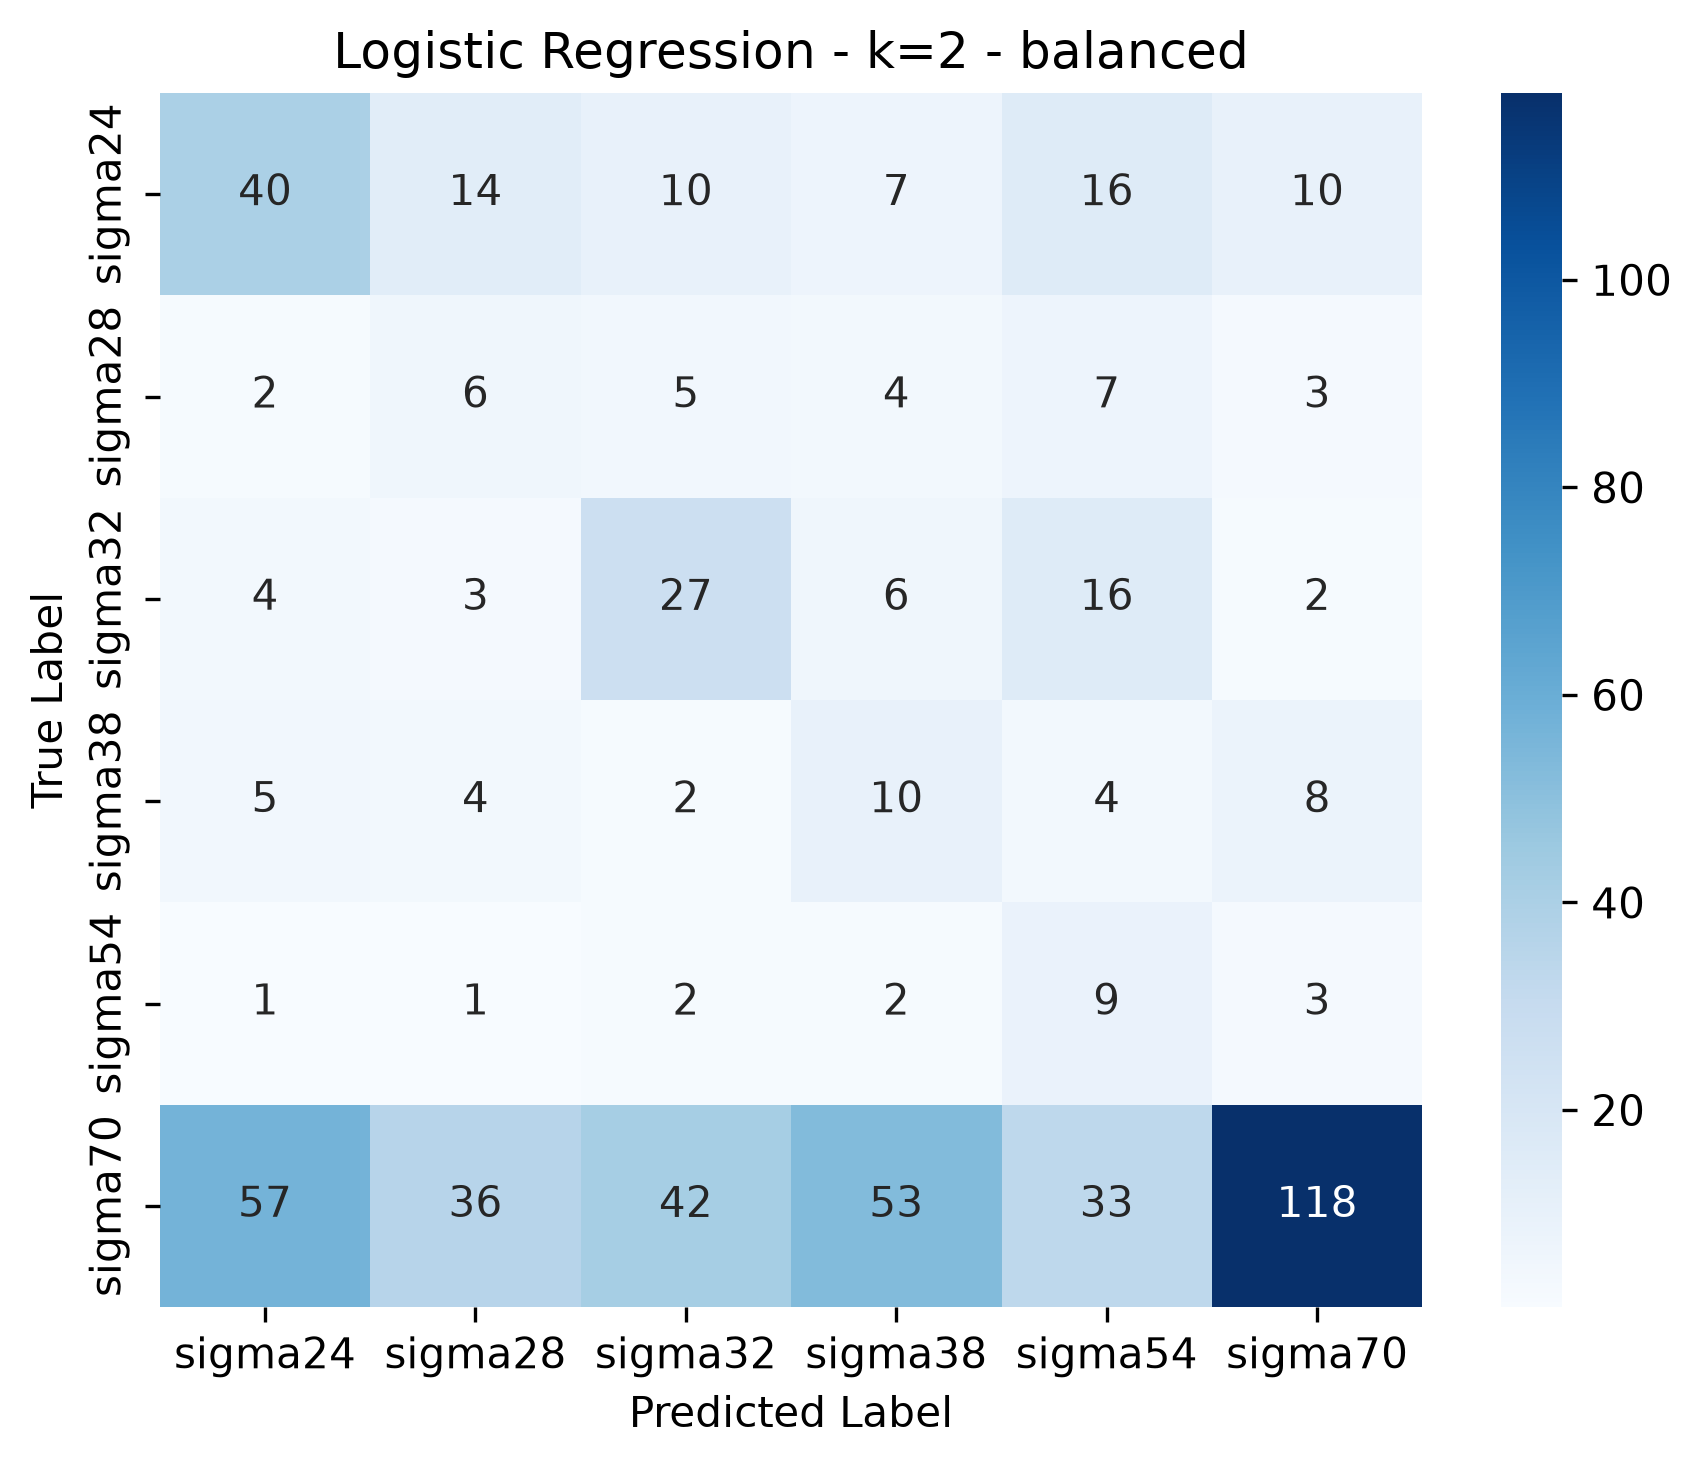 Logistic Regression - k=2 - balanced
True Label
sigma24 40 14 10 7 16 10
sigma28 2 6 5 4 7 3
sigma32 4 3 27 6 16 2
sigma38 5 4 2 10 4 8
sigma54 1 1 2 2 9 3
sigma70 57 36 42 53 33 118
sigma24 sigma28 sigma32 sigma38 sigma54 sigma70
Predicted Label
100
80
60
40
20